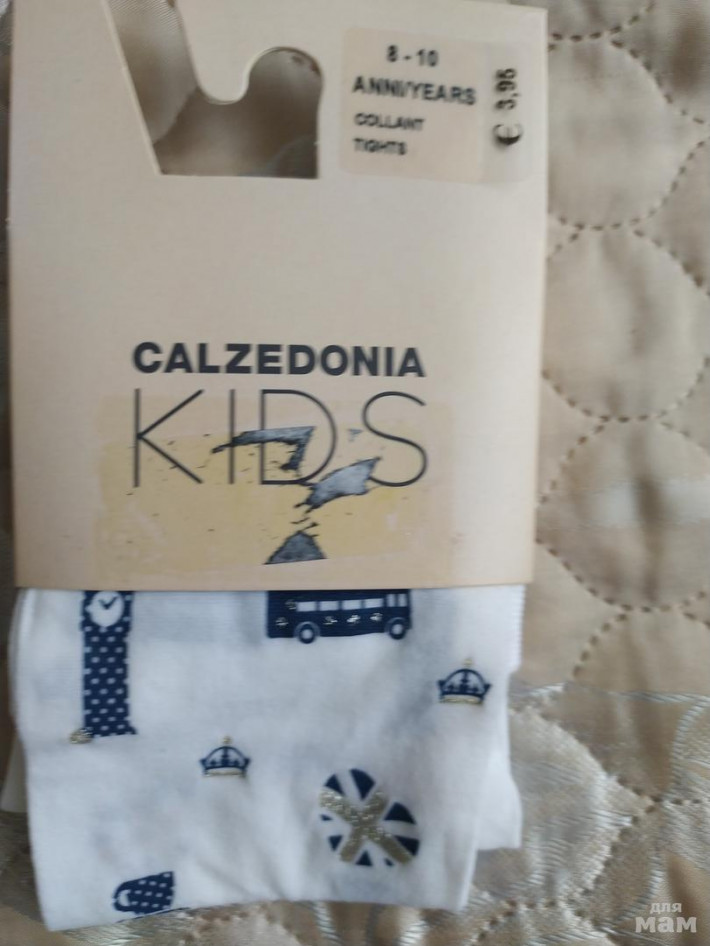 8 - 10
ANNI/YEARS
COLLANT
TIGHTS
€ 3,95
CALZEDONIA
KIDS
для
мам